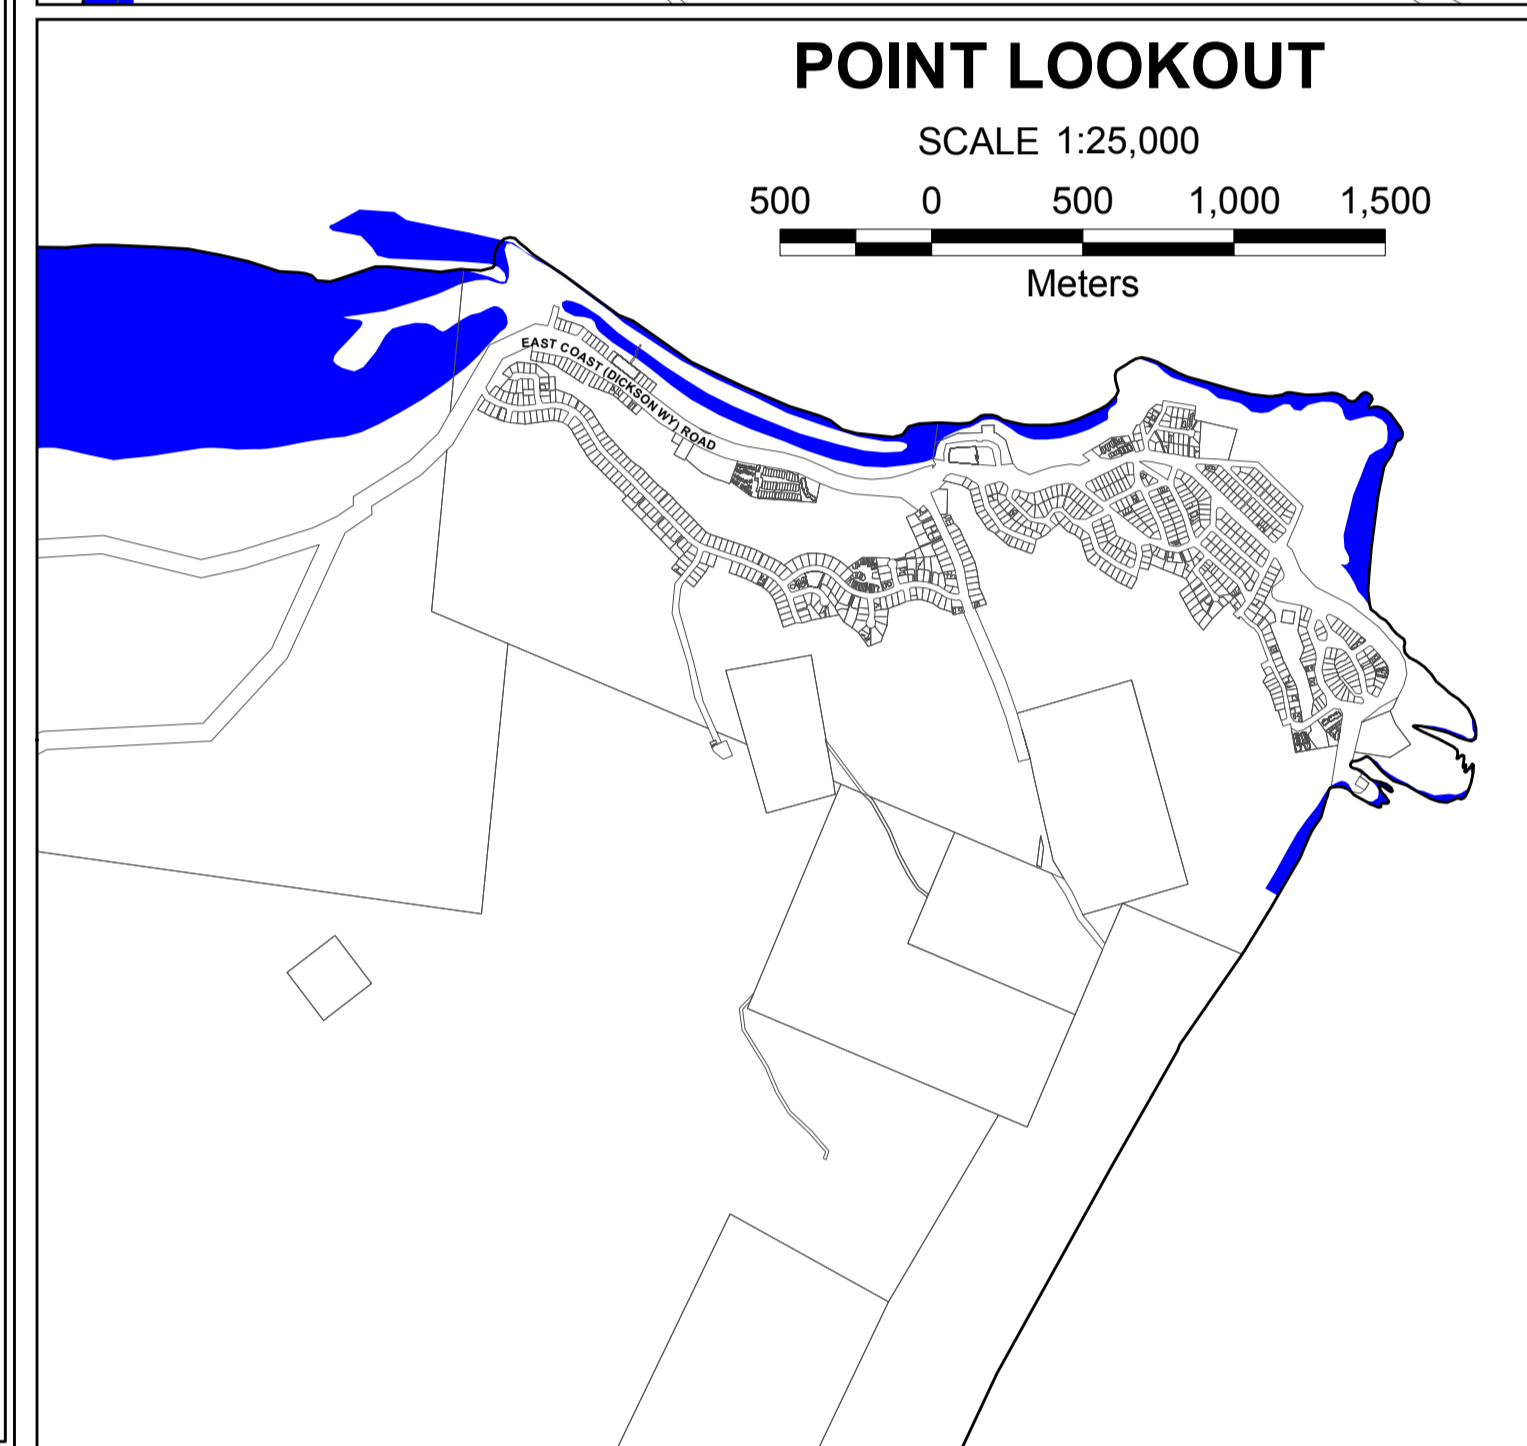 POINT LOOKOUT
SCALE 1:25,000
500 0 500 1,000 1,500
Meters
EAST COAST (DICKSON WY) ROAD